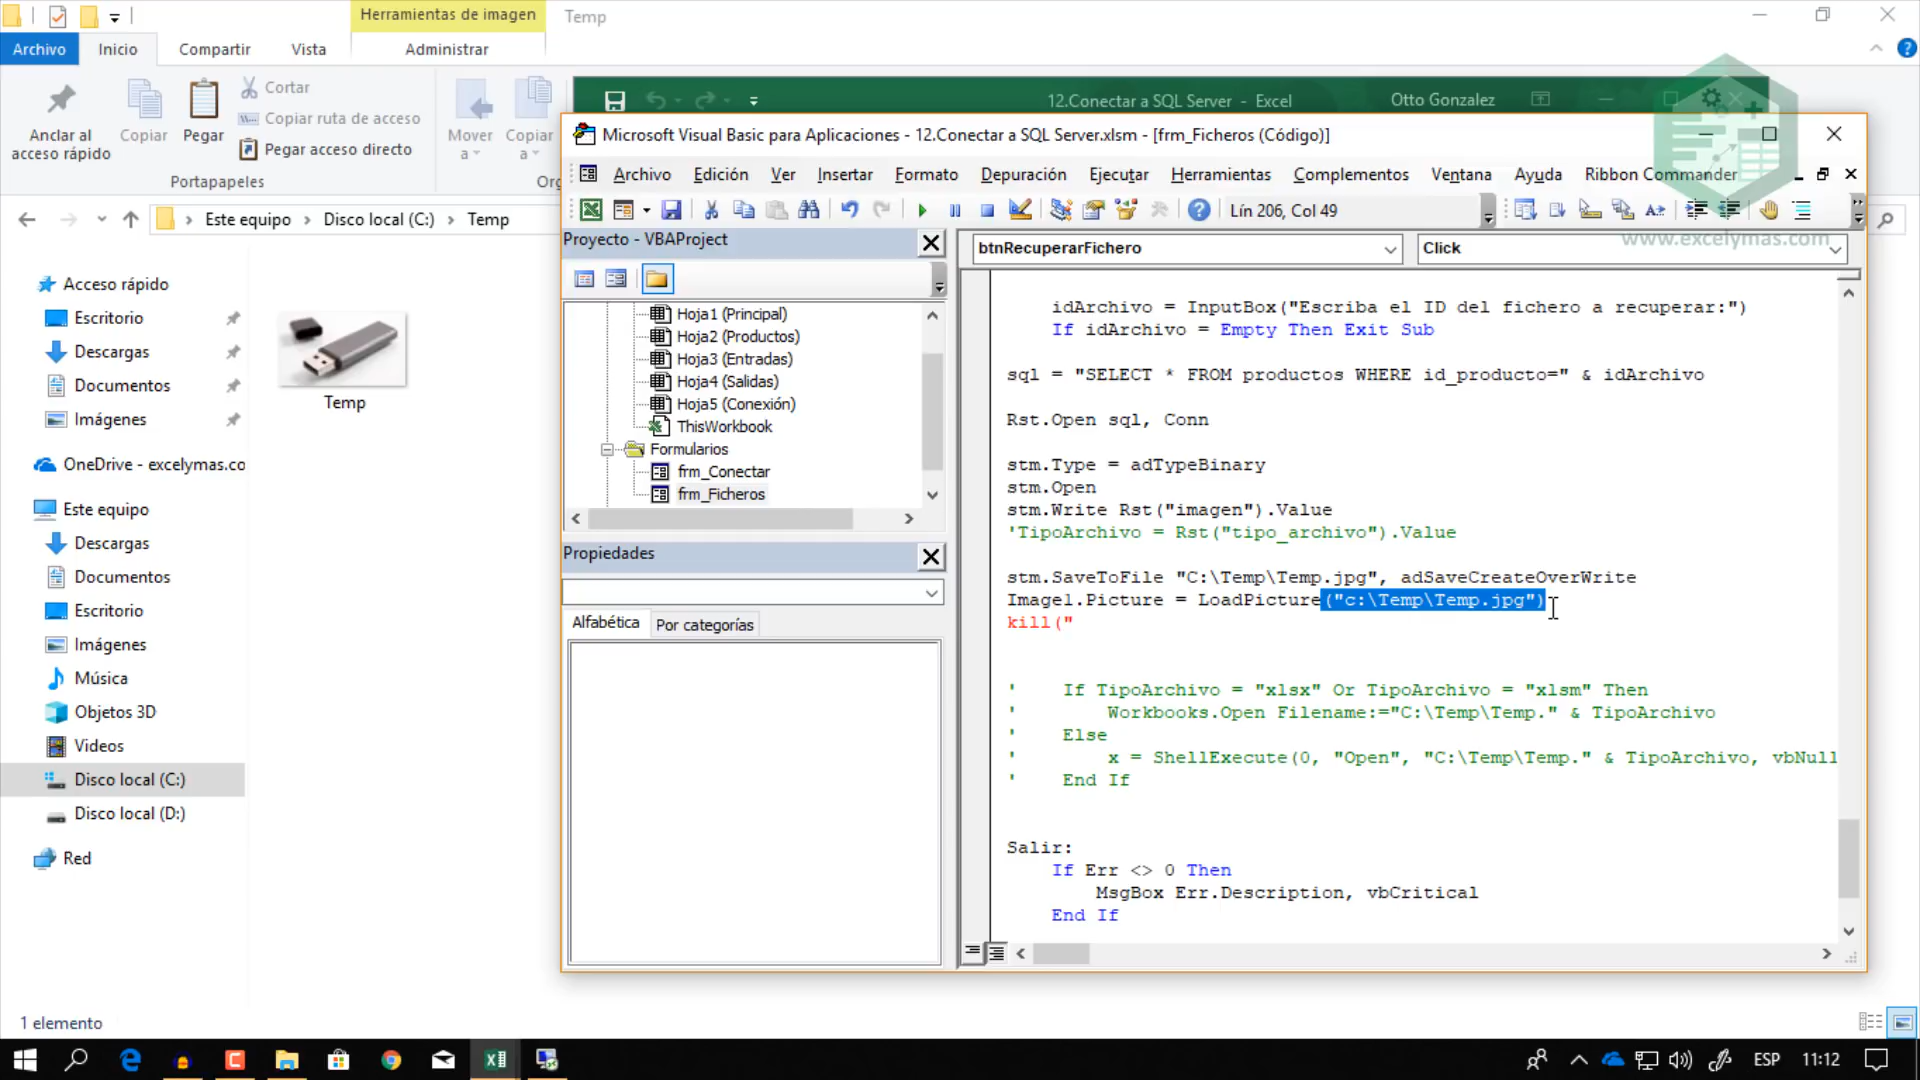 Herramientas de imagen
Temp
Archivo
Inicio
Compartir
Vista
Administrar
Anclar al
acceso rápido
Copiar
Pegar
Cortar
Copiar ruta de acceso
Pegar acceso directo
Mover
a
Copiar
a
Portapapeles
Org
Este equipo > Disco local (C:) > Temp
Acceso rápido
Escritorio
Descargas
Documentos
Imágenes
OneDrive - excelymas.co
Este equipo
Descargas
Documentos
Escritorio
Imágenes
Música
Objetos 3D
Videos
Disco local (C:)
Disco local (D:)
Red
Temp
1 elemento
12.Conectar a SQL Server - Excel
Otto Gonzalez
Microsoft Visual Basic para Aplicaciones - 12.Conectar a SQL Server.xlsm - [frm_Ficheros (Código)]
Archivo Edición Ver Insertar Formato Depuración Ejecutar Herramientas Complementos Ventana Ayuda Ribbon Commander
Lín 206, Col 49
www.excelymas.com
Proyecto - VBAProject
Hoja1 (Principal)
Hoja2 (Productos)
Hoja3 (Entradas)
Hoja4 (Salidas)
Hoja5 (Conexión)
ThisWorkbook
Formularios
frm_Conectar
frm_Ficheros
Propiedades
Alfabética
Por categorías
btnRecuperarFichero
Click
idArchivo = InputBox("Escriba el ID del fichero a recuperar:")
If idArchivo = Empty Then Exit Sub
sql = "SELECT * FROM productos WHERE id_producto=" & idArchivo
Rst.Open sql, Conn
stm.Type = adTypeBinary
stm.Open
stm.Write Rst("imagen").Value
'TipoArchivo = Rst("tipo_archivo").Value
stm.SaveToFile "C:\Temp\Temp.jpg", adSaveCreateOverWrite
Image1.Picture = LoadPicture("c:\Temp\Temp.jpg")
kill("
' If TipoArchivo = "xlsx" Or TipoArchivo = "xlsm" Then
' Workbooks.Open Filename:="C:\Temp\Temp." & TipoArchivo
' Else
' x = ShellExecute(0, "Open", "C:\Temp\Temp." & TipoArchivo, vbNull
' End If
Salir:
If Err <> 0 Then
MsgBox Err.Description, vbCritical
End If
ESP
11:12